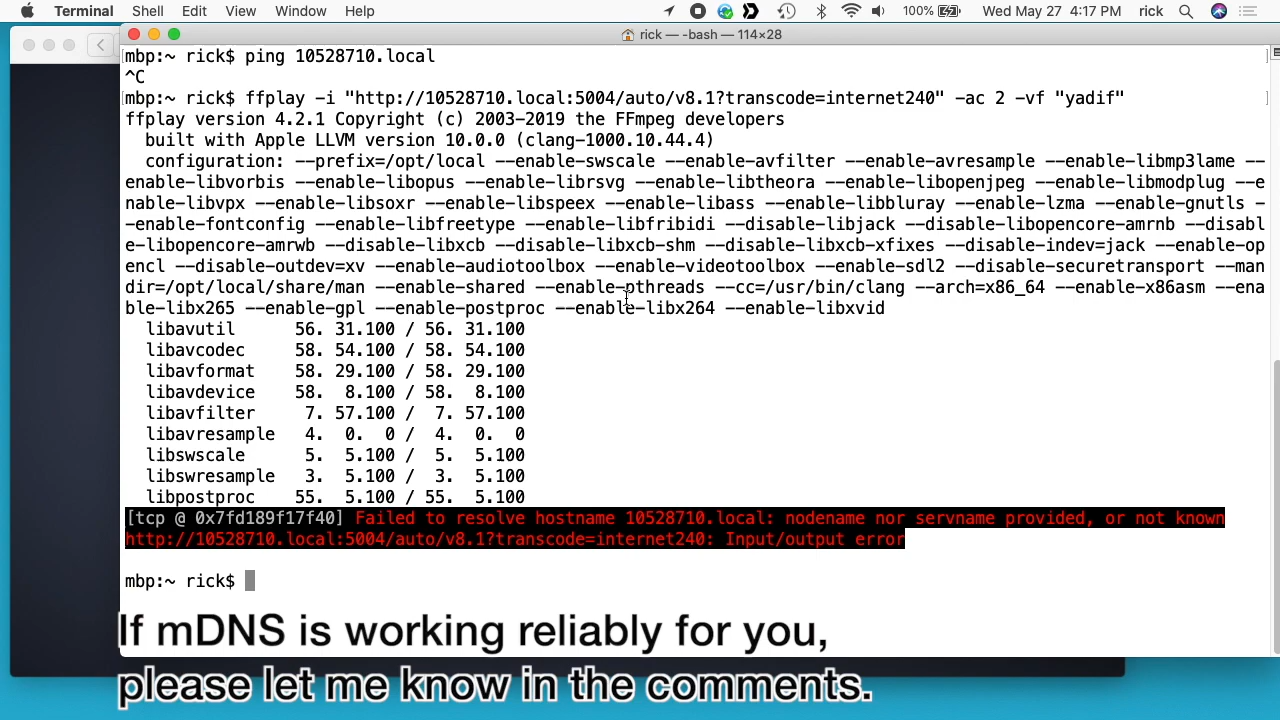 Terminal Shell Edit View Window Help 100% Wed May 27 4:17 PM rick
rick — -bash — 114×28
mbp:~ rick$ ping 10528710.local
^C
mbp:~ rick$ ffplay -i "http://10528710.local:5004/auto/v8.1?transcode=internet240" -ac 2 -vf "yadif"
ffplay version 4.2.1 Copyright (c) 2003-2019 the FFmpeg developers
built with Apple LLVM version 10.0.0 (clang-1000.10.44.4)
configuration: --prefix=/opt/local --enable-swscale --enable-avfilter --enable-avresample --enable-libmp3lame --
enable-libvorbis --enable-libopus --enable-librsvg --enable-libtheora --enable-libopenjpeg --enable-libmodplug --e
nable-libvpx --enable-libsoxr --enable-libspeex --enable-libass --enable-libbluray --enable-lzma --enable-gnutls -
-enable-fontconfig --enable-libfreetype --enable-libfribidi --disable-libjack --disable-libopencore-amrnb --disabl
e-libopencore-amrwb --disable-libxcb --disable-libxcb-shm --disable-libxcb-xfixes --disable-indev=jack --enable-op
encl --disable-outdev=xv --enable-audiotoolbox --enable-videotoolbox --enable-sdl2 --disable-securetransport --man
dir=/opt/local/share/man --enable-shared --enable-pthreads --cc=/usr/bin/clang --arch=x86_64 --enable-x86asm --ena
ble-libx265 --enable-gpl --enable-postproc --enable-libx264 --enable-libxvid
libavutil 56. 31.100 / 56. 31.100
libavcodec 58. 54.100 / 58. 54.100
libavformat 58. 29.100 / 58. 29.100
libavdevice 58. 8.100 / 58. 8.100
libavfilter 7. 57.100 / 7. 57.100
libavresample 4. 0. 0 / 4. 0. 0
libswscale 5. 5.100 / 5. 5.100
libswresample 3. 5.100 / 3. 5.100
libpostproc 55. 5.100 / 55. 5.100
[tcp @ 0x7fd189f17f40] Failed to resolve hostname 10528710.local: nodename nor servname provided, or not known
http://10528710.local:5004/auto/v8.1?transcode=internet240: Input/output error
mbp:~ rick$
If mDNS is working reliably for you,
please let me know in the comments.